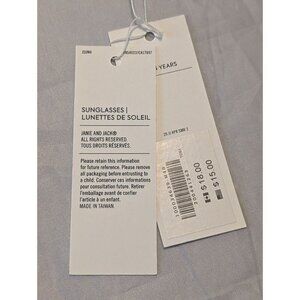 SUNGLASSES |
LUNETTES DE SOLEIL
JANIE AND JACK®
ALL RIGHTS RESERVED.
TOUS DROITS RÉSERVÉS.
Please retain this information
for future reference. Please remove
all packaging before entrusting to
a child. Conserver ces informations
pour consultation future. Retirer
l'emballage avant de confier
l'article à un enfant.
MADE IN TAIWAN.
YEARS
$18.00
$15.00